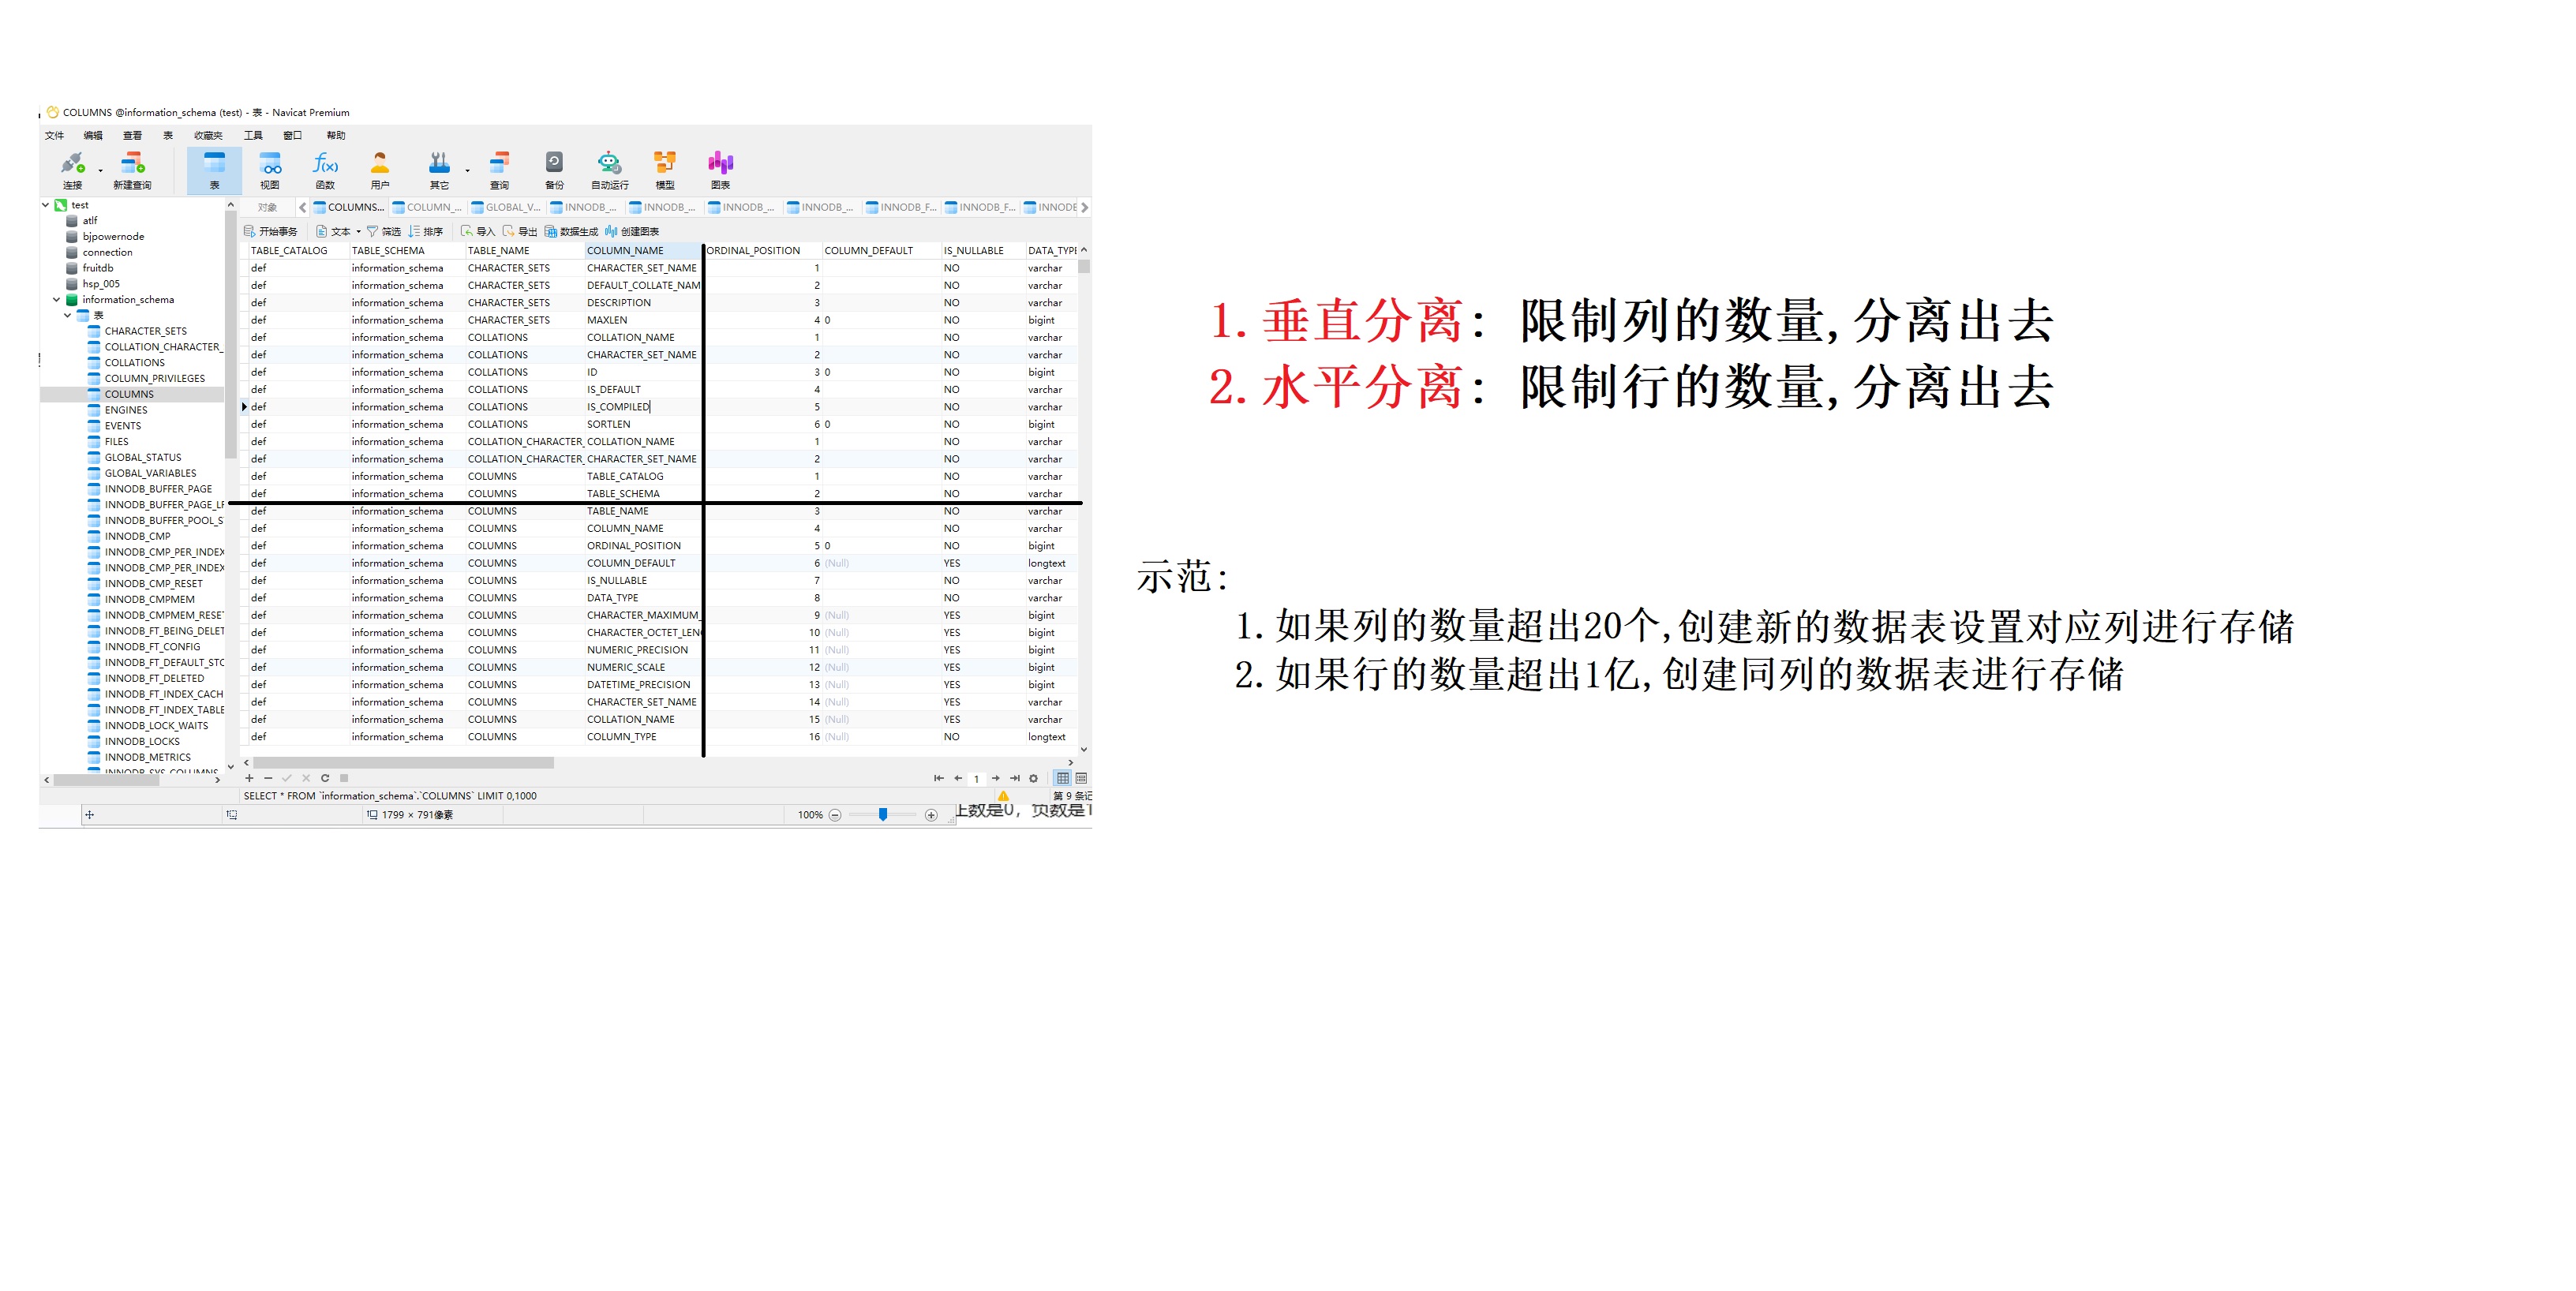 COLUMNS @information_schema (test) - 表 - Navicat Premium
文件 编辑 查看 表 收藏夹 工具 窗口 帮助
连接 新建查询 表 视图 函数 用户 其它 查询 备份 自动运行 模型 图表
对象 COLUMNS... COLUMN_... GLOBAL_V... INNODB_... INNODB_... INNODB_... INNODB_... INNODB_F... INNODB_F... INNODE
开始事务 文本 筛选 排序 导入 导出 数据生成 创建图表
test
atlf
bjpowernode
connection
fruitdb
hsp_005
information_schema
表
CHARACTER_SETS
COLLATION_CHARACTER_
COLLATIONS
COLUMN_PRIVILEGES
COLUMNS
ENGINES
EVENTS
FILES
GLOBAL_STATUS
GLOBAL_VARIABLES
INNODB_BUFFER_PAGE
INNODB_BUFFER_PAGE_LF
INNODB_BUFFER_POOL_S
INNODB_CMP
INNODB_CMP_PER_INDEX
INNODB_CMP_PER_INDEX
INNODB_CMP_RESET
INNODB_CMPMEM
INNODB_CMPMEM_RESE
INNODB_FT_BEING_DELET
INNODB_FT_CONFIG
INNODB_FT_DEFAULT_STO
INNODB_FT_DELETED
INNODB_FT_INDEX_CACH
INNODB_FT_INDEX_TABLE
INNODB_LOCK_WAITS
INNODB_LOCKS
INNODB_METRICS
INNODB_SYS_COLUMNS
TABLE_CATALOG TABLE_SCHEMA TABLE_NAME COLUMN_NAME ORDINAL_POSITION COLUMN_DEFAULT IS_NULLABLE DATA_TYPE
def information_schema CHARACTER_SETS CHARACTER_SET_NAME 1 NO varchar
def information_schema CHARACTER_SETS DEFAULT_COLLATE_NAM 2 NO varchar
def information_schema CHARACTER_SETS DESCRIPTION 3 NO varchar
def information_schema CHARACTER_SETS MAXLEN 4 0 NO bigint
def information_schema COLLATIONS COLLATION_NAME 1 NO varchar
def information_schema COLLATIONS CHARACTER_SET_NAME 2 NO varchar
def information_schema COLLATIONS ID 3 0 NO bigint
def information_schema COLLATIONS IS_DEFAULT 4 NO varchar
def information_schema COLLATIONS IS_COMPILED 5 NO varchar
def information_schema COLLATIONS SORTLEN 6 0 NO bigint
def information_schema COLLATION_CHARACTER_ COLLATION_NAME 1 NO varchar
def information_schema COLLATION_CHARACTER_ CHARACTER_SET_NAME 2 NO varchar
def information_schema COLUMNS TABLE_CATALOG 1 NO varchar
def information_schema COLUMNS TABLE_SCHEMA 2 NO varchar
def information_schema COLUMNS TABLE_NAME 3 NO varchar
def information_schema COLUMNS COLUMN_NAME 4 NO varchar
def information_schema COLUMNS ORDINAL_POSITION 5 0 NO bigint
def information_schema COLUMNS COLUMN_DEFAULT 6 (Null) YES longtext
def information_schema COLUMNS IS_NULLABLE 7 NO varchar
def information_schema COLUMNS DATA_TYPE 8 NO varchar
def information_schema COLUMNS CHARACTER_MAXIMUM_ 9 (Null) YES bigint
def information_schema COLUMNS CHARACTER_OCTET_LEN 10 (Null) YES bigint
def information_schema COLUMNS NUMERIC_PRECISION 11 (Null) YES bigint
def information_schema COLUMNS NUMERIC_SCALE 12 (Null) YES bigint
def information_schema COLUMNS DATETIME_PRECISION 13 (Null) YES bigint
def information_schema COLUMNS CHARACTER_SET_NAME 14 (Null) YES varchar
def information_schema COLUMNS COLLATION_NAME 15 (Null) YES varchar
def information_schema COLUMNS COLUMN_TYPE 16 (Null) NO longtext
1
SELECT * FROM `information_schema`.`COLUMNS` LIMIT 0,1000 第 9 条记
1799 × 791像素 100% 数是0，负数是1
1.垂直分离：限制列的数量,分离出去
2.水平分离：限制行的数量,分离出去
示范：
1.如果列的数量超出20个,创建新的数据表设置对应列进行存储
2.如果行的数量超出1亿,创建同列的数据表进行存储